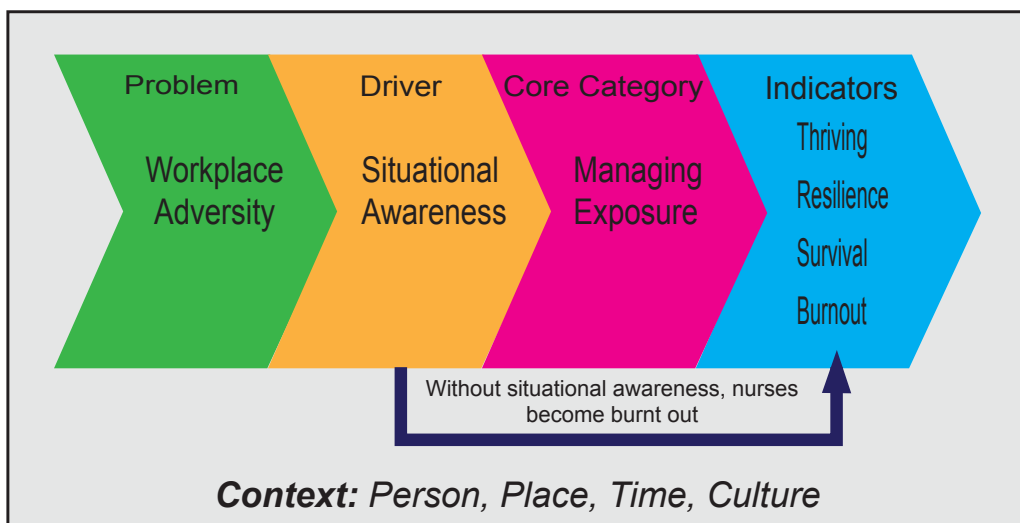 Problem
Workplace
Adversity
Driver
Situational
Awareness
Core Category
Managing
Exposure
Indicators
Thriving
Resilience
Survival
Burnout
Without situational awareness, nurses
become burnt out
Context: Person, Place, Time, Culture